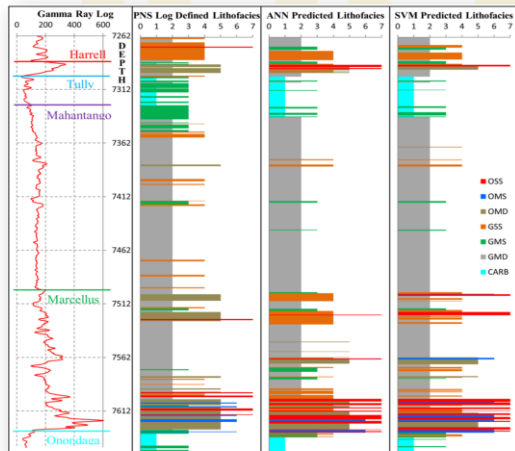 Gamma Ray Log
PNS Log Defined Lithofacies
ANN Predicted Lithofacies
SVM Predicted Lithofacies
0 200 400 600
0 1 2 3 4 5 6 7
0 1 2 3 4 5 6 7
0 1 2 3 4 5 6 7
DEPTH
7262
Harrell
Tully
7312
Mahantango
7362
7412
7462
Marcellus
7512
7562
7612
Onondaga
OSS
OMS
OMD
GSS
GMS
GMD
CARB